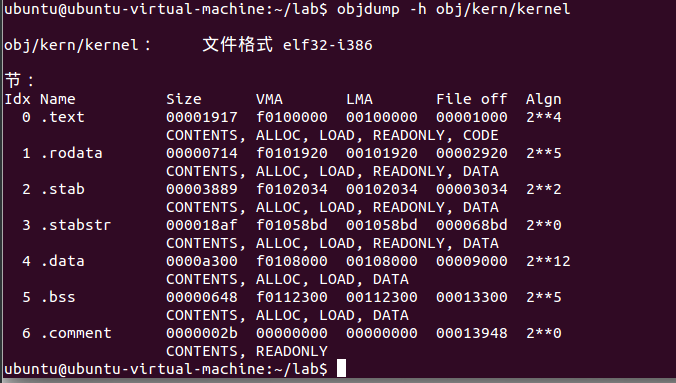 ubuntu@ubuntu-virtual-machine:~/lab$ objdump -h obj/kern/kernel
obj/kern/kernel：     文件格式 elf32-i386
节：
Idx Name          Size      VMA       LMA       File off  Algn
  0 .text         00001917  f0100000  00100000  00001000  2**4
                  CONTENTS, ALLOC, LOAD, READONLY, CODE
  1 .rodata       00000714  f0101920  00101920  00002920  2**5
                  CONTENTS, ALLOC, LOAD, READONLY, DATA
  2 .stab         00003889  f0102034  00102034  00003034  2**2
                  CONTENTS, ALLOC, LOAD, READONLY, DATA
  3 .stabstr      000018af  f01058bd  001058bd  000068bd  2**0
                  CONTENTS, ALLOC, LOAD, READONLY, DATA
  4 .data         0000a300  f0108000  00108000  00009000  2**12
                  CONTENTS, ALLOC, LOAD, DATA
  5 .bss          00000648  f0112300  00112300  00013300  2**5
                  CONTENTS, ALLOC, LOAD, DATA
  6 .comment      0000002b  00000000  00000000  00013948  2**0
                  CONTENTS, READONLY
ubuntu@ubuntu-virtual-machine:~/lab$